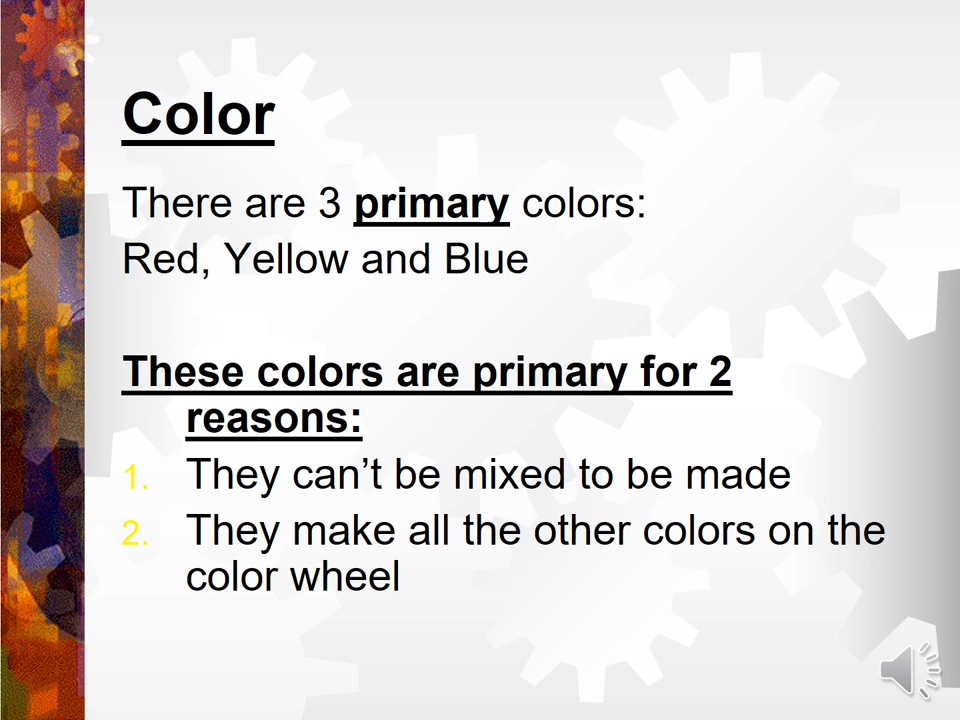 Color
There are 3 primary colors:
Red, Yellow and Blue
These colors are primary for 2
reasons:
1. They can’t be mixed to be made
2. They make all the other colors on the
color wheel